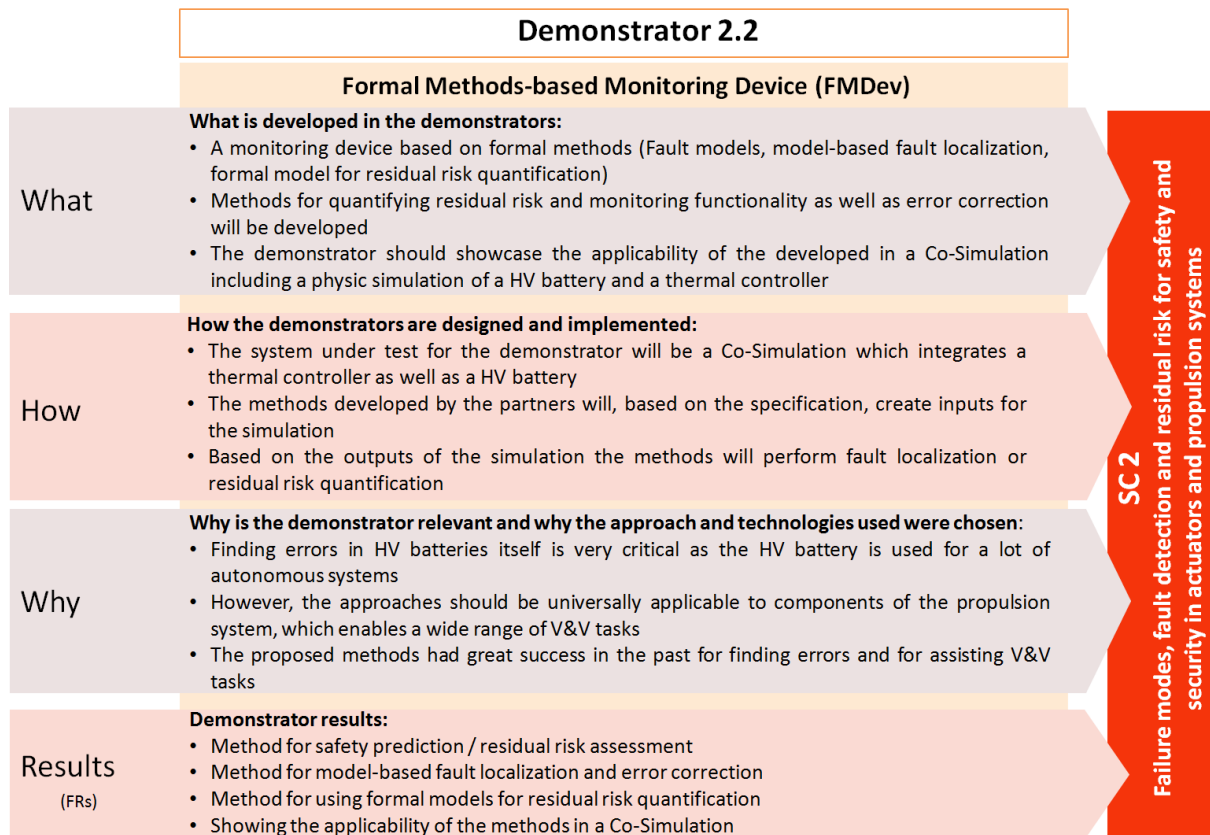 Demonstrator 2.2
Formal Methods-based Monitoring Device (FMDev)
What
What is developed in the demonstrators:
• A monitoring device based on formal methods (Fault models, model-based fault localization,
formal model for residual risk quantification)
• Methods for quantifying residual risk and monitoring functionality as well as error correction
will be developed
• The demonstrator should showcase the applicability of the developed in a Co-Simulation
including a physic simulation of a HV battery and a thermal controller
How
How the demonstrators are designed and implemented:
• The system under test for the demonstrator will be a Co-Simulation which integrates a
thermal controller as well as a HV battery
• The methods developed by the partners will, based on the specification, create inputs for
the simulation
• Based on the outputs of the simulation the methods will perform fault localization or
residual risk quantification
Why
Why is the demonstrator relevant and why the approach and technologies used were chosen:
• Finding errors in HV batteries itself is very critical as the HV battery is used for a lot of
autonomous systems
• However, the approaches should be universally applicable to components of the propulsion
system, which enables a wide range of V&V tasks
• The proposed methods had great success in the past for finding errors and for assisting V&V
tasks
Results
(FRs)
Demonstrator results:
• Method for safety prediction / residual risk assessment
• Method for model-based fault localization and error correction
• Method for using formal models for residual risk quantification
• Showing the applicability of the methods in a Co-Simulation
SC 2
Failure modes, fault detection and residual risk for safety and
security in actuators and propulsion systems